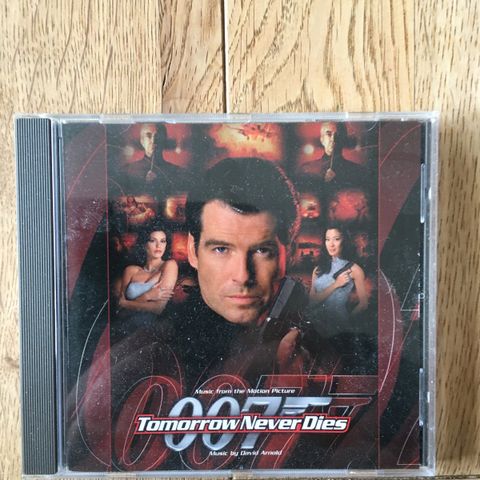 Music from the Motion Picture
007
Tomorrow Never Dies
Music by David Arnold